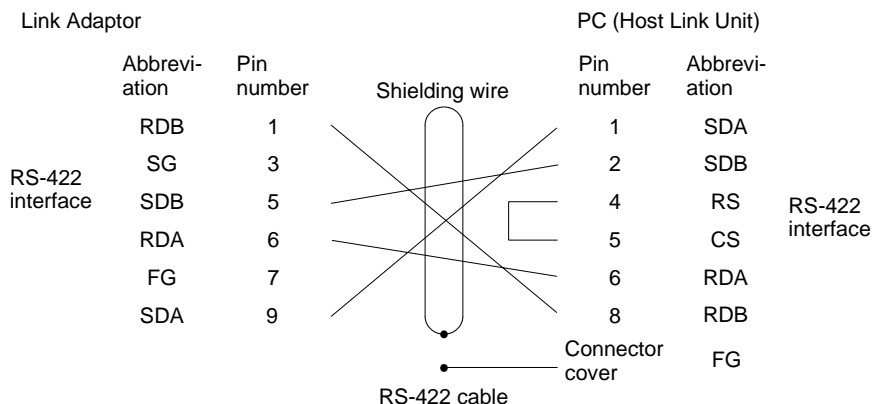 Link Adaptor PC (Host Link Unit)
Abbrevi- Pin Pin Abbrevi-
ation number Shielding wire number ation
RDB 1 1 SDA
SG 3 2 SDB
RS-422 interface SDB 5 4 RS RS-422 interface
RDA 6 5 CS
FG 7 6 RDA
SDA 9 8 RDB
Connector cover FG
RS-422 cable